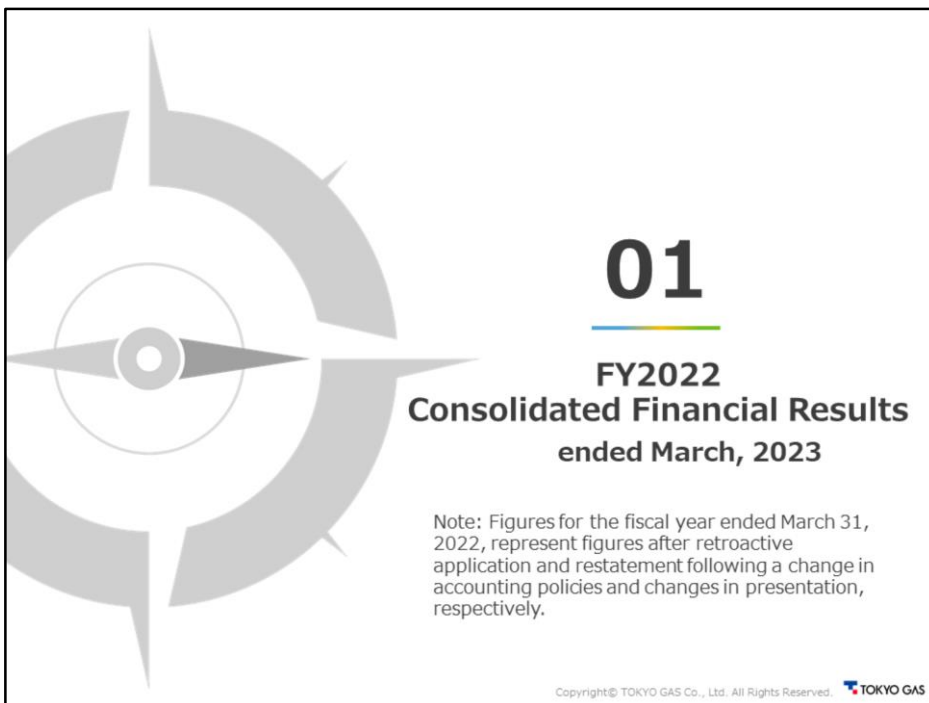 01
FY2022
Consolidated Financial Results
ended March, 2023
Note: Figures for the fiscal year ended March 31,
2022, represent figures after retroactive
application and restatement following a change in
accounting policies and changes in presentation,
respectively.
Copyright© TOKYO GAS Co., Ltd. All Rights Reserved. TOKYO GAS